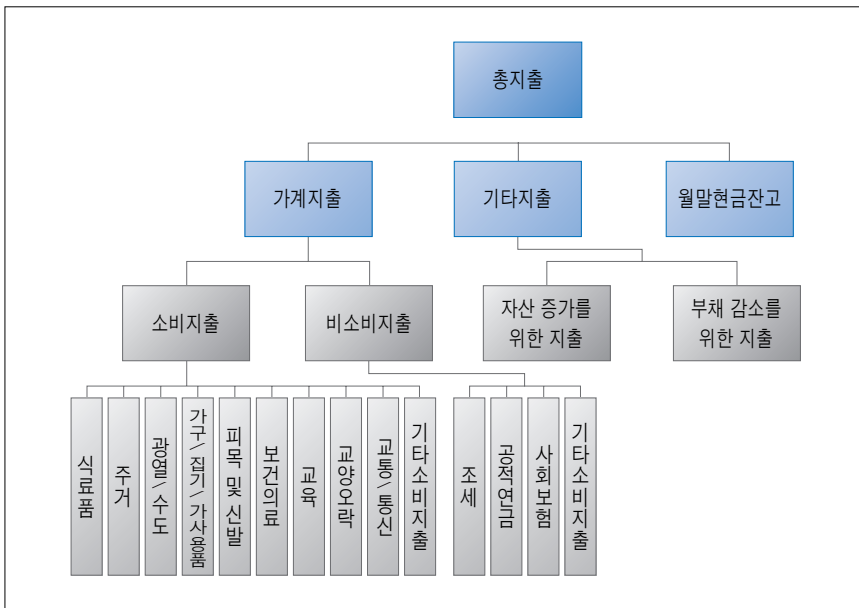 총지출
가계지출
기타지출
월말현금잔고
소비지출
비소비지출
자산 증가를
위한 지출
부채 감소를
위한 지출
식료품
주거
광열/수도
가구/집기/가사용품
피목 및 신발
보건의료
교육
교양오락
교통/통신
기타소비지출
조세
공적연금
사회보험
기타소비지출